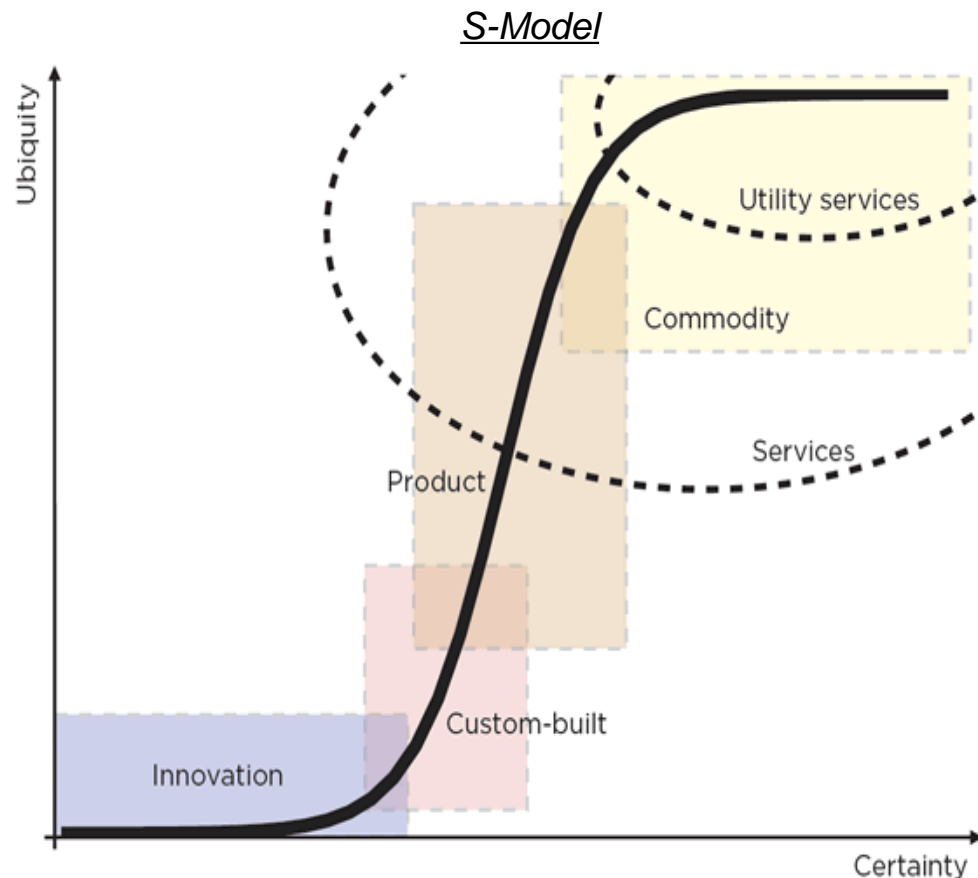 S-Model
Ubiquity
Utility services
Commodity
Services
Product
Custom-built
Innovation
Certainty